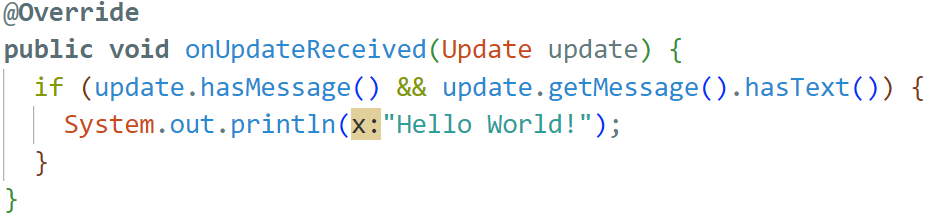 @Override
public void onUpdateReceived(Update update) {
if (update.hasMessage() && update.getMessage().hasText()) {
System.out.println(x:"Hello World!");
}
}